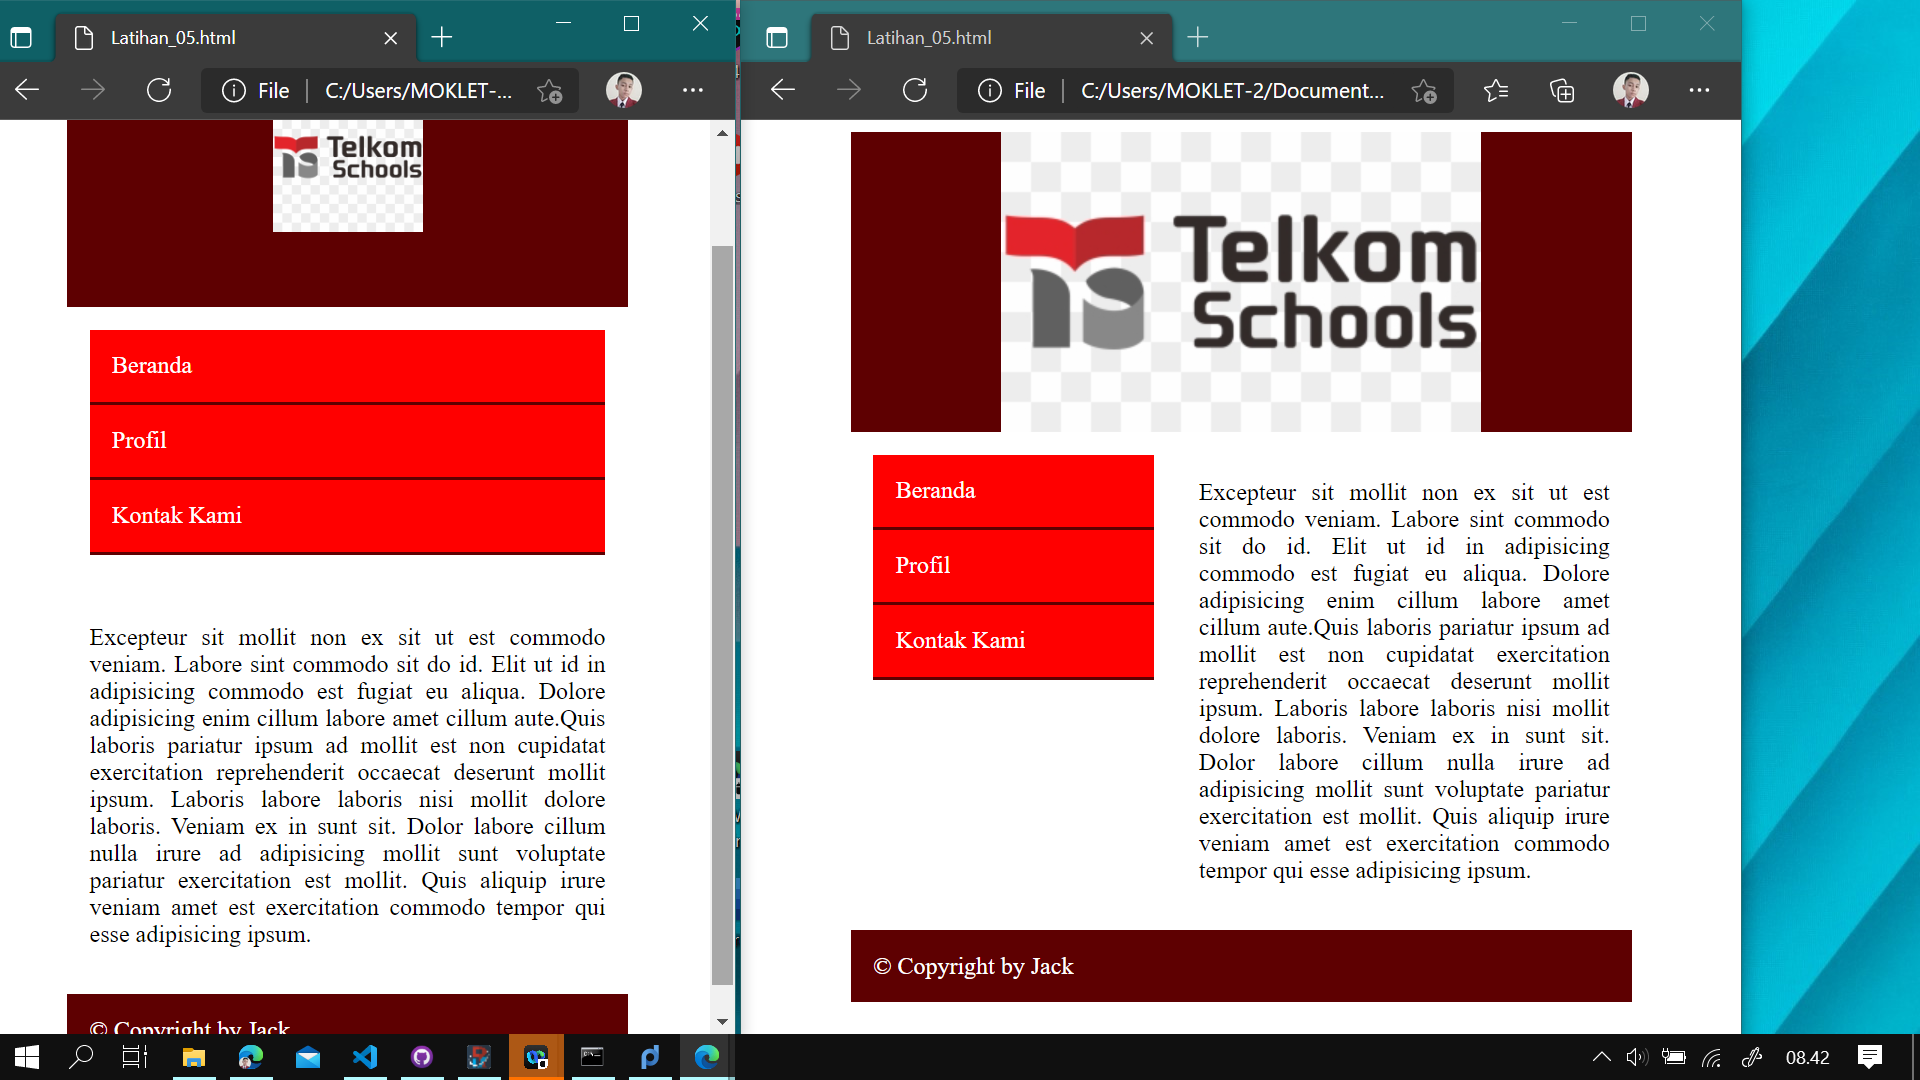 Latihan_05.html
File
C:/Users/MOKLET-...
Telkom
Schools
Beranda
Profil
Kontak Kami
Excepteur sit mollit non ex sit ut est commodo
veniam. Labore sint commodo sit do id. Elit ut id in
adipisicing commodo est fugiat eu aliqua. Dolore
adipisicing enim cillum labore amet cillum aute.Quis
laboris pariatur ipsum ad mollit est non cupidatat
exercitation reprehenderit occaecat deserunt mollit
ipsum. Laboris labore laboris nisi mollit dolore
laboris. Veniam ex in sunt sit. Dolor labore cillum
nulla irure ad adipisicing mollit sunt voluptate
pariatur exercitation est mollit. Quis aliquip irure
veniam amet est exercitation commodo tempor qui
esse adipisicing ipsum.
© Copyright by Jack
Latihan_05.html
File
C:/Users/MOKLET-2/Document...
Telkom
Schools
Beranda
Profil
Kontak Kami
Excepteur sit mollit non ex sit ut est
commodo veniam. Labore sint commodo
sit do id. Elit ut id in adipisicing
commodo est fugiat eu aliqua. Dolore
adipisicing enim cillum labore amet
cillum aute.Quis laboris pariatur ipsum ad
mollit est non cupidatat exercitation
reprehenderit occaecat deserunt mollit
ipsum. Laboris labore laboris nisi mollit
dolore laboris. Veniam ex in sunt sit.
Dolor labore cillum nulla irure ad
adipisicing mollit sunt voluptate pariatur
exercitation est mollit. Quis aliquip irure
veniam amet est exercitation commodo
tempor qui esse adipisicing ipsum.
© Copyright by Jack
08.42